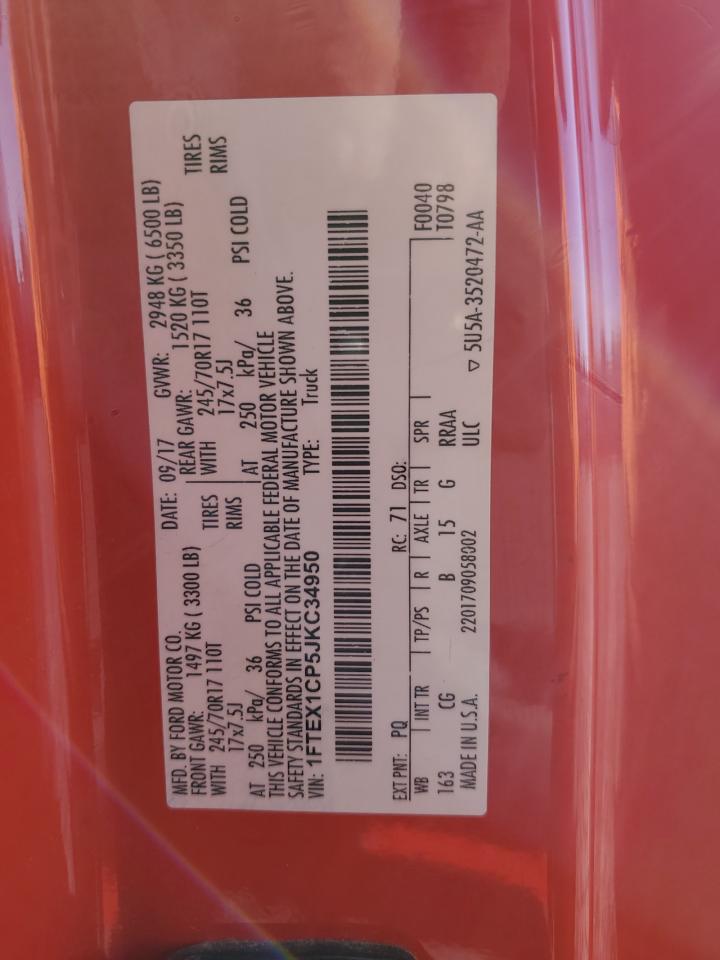 MFD. BY FORD MOTOR CO.
DATE: 09/17 GVWR: 2948 KG ( 6500 LB)
FRONT GAWR: 1497 KG ( 3300 LB) REAR GAWR: 1520 KG ( 3350 LB)
WITH 245/70R17 110T TIRES WITH 245/70R17 110T TIRES
17x7.5J RIMS 17x7.5J RIMS
AT 250 kPa/ 36 PSI COLD AT 250 kPa/ 36 PSI COLD
THIS VEHICLE CONFORMS TO ALL APPLICABLE FEDERAL MOTOR VEHICLE
SAFETY STANDARDS IN EFFECT ON THE DATE OF MANUFACTURE SHOWN ABOVE.
VIN: 1FTEX1CP5JKC34950 TYPE: Truck
EXT PNT: PQ RC: 71 DSO: F0040
WB INT TR TP/PS R AXLE TR SPR T0798
163 CG B 15 G RRAA
MADE IN U.S.A. 2201709058002 ULC
▽ 5U5A-3520472-AA